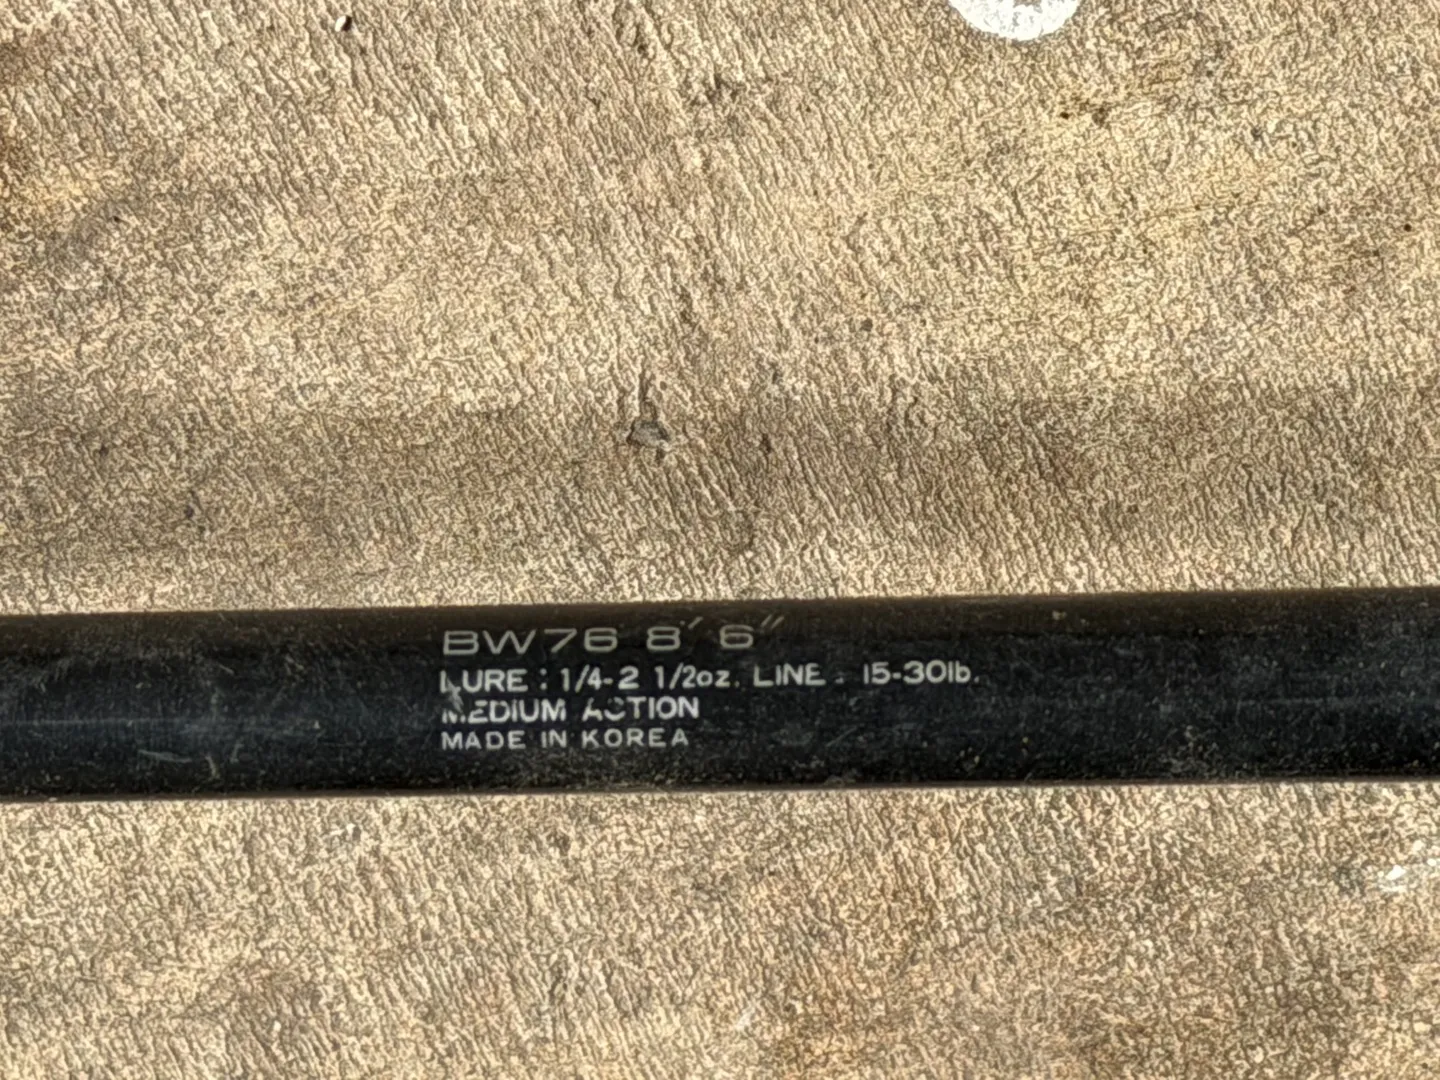 BW76 8' 6"
LURE : 1/4-2 1/2oz. LINE . 15-30lb.
MEDIUM ACTION
MADE IN KOREA